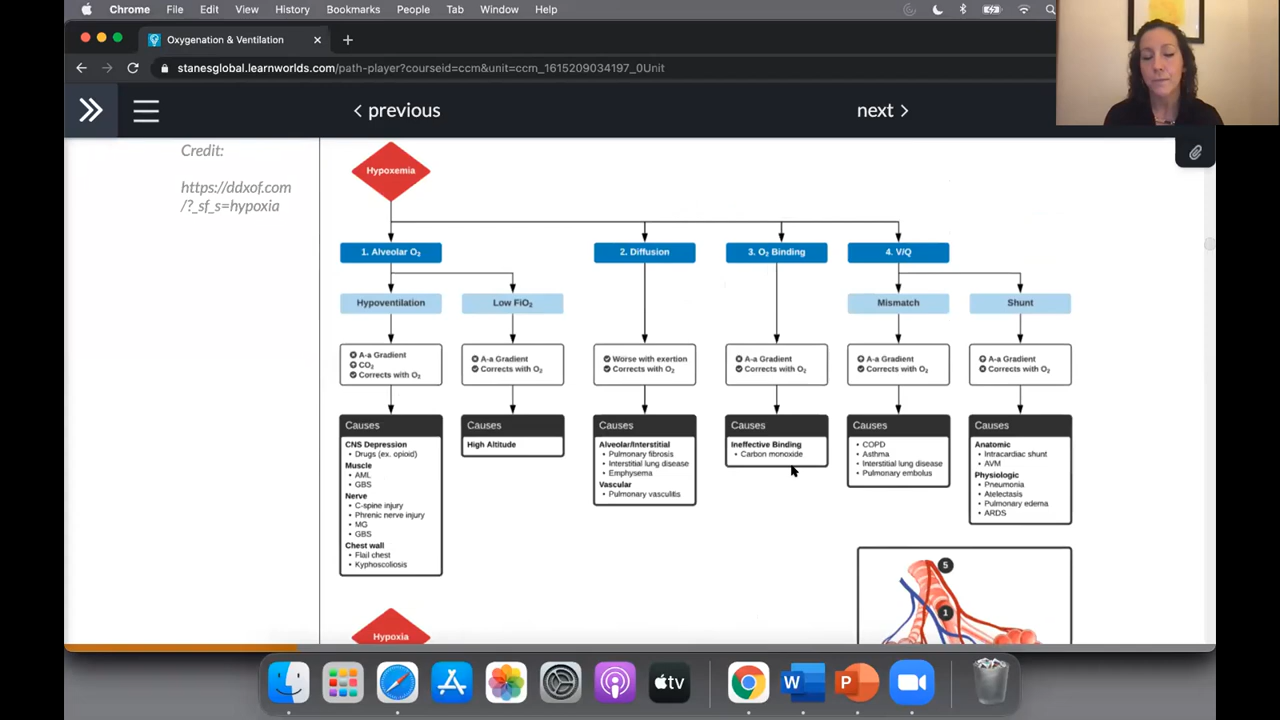 Chrome File Edit View History Bookmarks People Tab Window Help
Oxygenation & Ventilation
stanesglobal.learnworlds.com/path-player?courseid=ccm&unit=ccm_1615209034197_0Unit
previous
next
Credit:
https://ddxof.com
/?_sf_s=hypoxia
Hypoxemia
1. Alveolar O₂
2. Diffusion
3. O₂ Binding
4. V/Q
Hypoventilation
Low FiO₂
Mismatch
Shunt
A-a Gradient
CO₂
Corrects with O₂
A-a Gradient
Corrects with O₂
Worse with exertion
Corrects with O₂
A-a Gradient
Corrects with O₂
A-a Gradient
Corrects with O₂
A-a Gradient
Corrects with O₂
Causes
CNS Depression
• Drugs (ex. opioid)
Muscle
• AML
• GBS
Nerve
• C-spine injury
• Phrenic nerve injury
• MG
• GBS
Chest wall
• Flail chest
• Kyphoscoliosis
Causes
High Altitude
Causes
Alveolar/Interstitial
• Pulmonary fibrosis
• Interstitial lung disease
• Emphysema
Vascular
• Pulmonary vasculitis
Causes
Ineffective Binding
• Carbon monoxide
Causes
• COPD
• Asthma
• Interstitial lung disease
• Pulmonary embolus
Causes
Anatomic
• Intracardiac shunt
• AVM
Physiologic
• Pneumonia
• Atelectasis
• Pulmonary edema
• ARDS
5
1
Hypoxia
tv
W
P